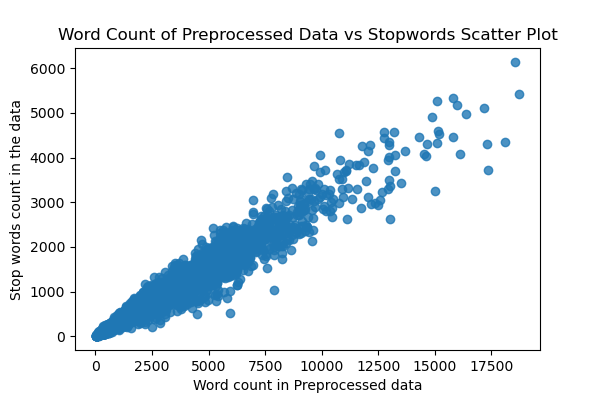 Word Count of Preprocessed Data vs Stopwords Scatter Plot
6000
5000
4000
3000
2000
1000
0
Stop words count in the data
0 2500 5000 7500 10000 12500 15000 17500
Word count in Preprocessed data